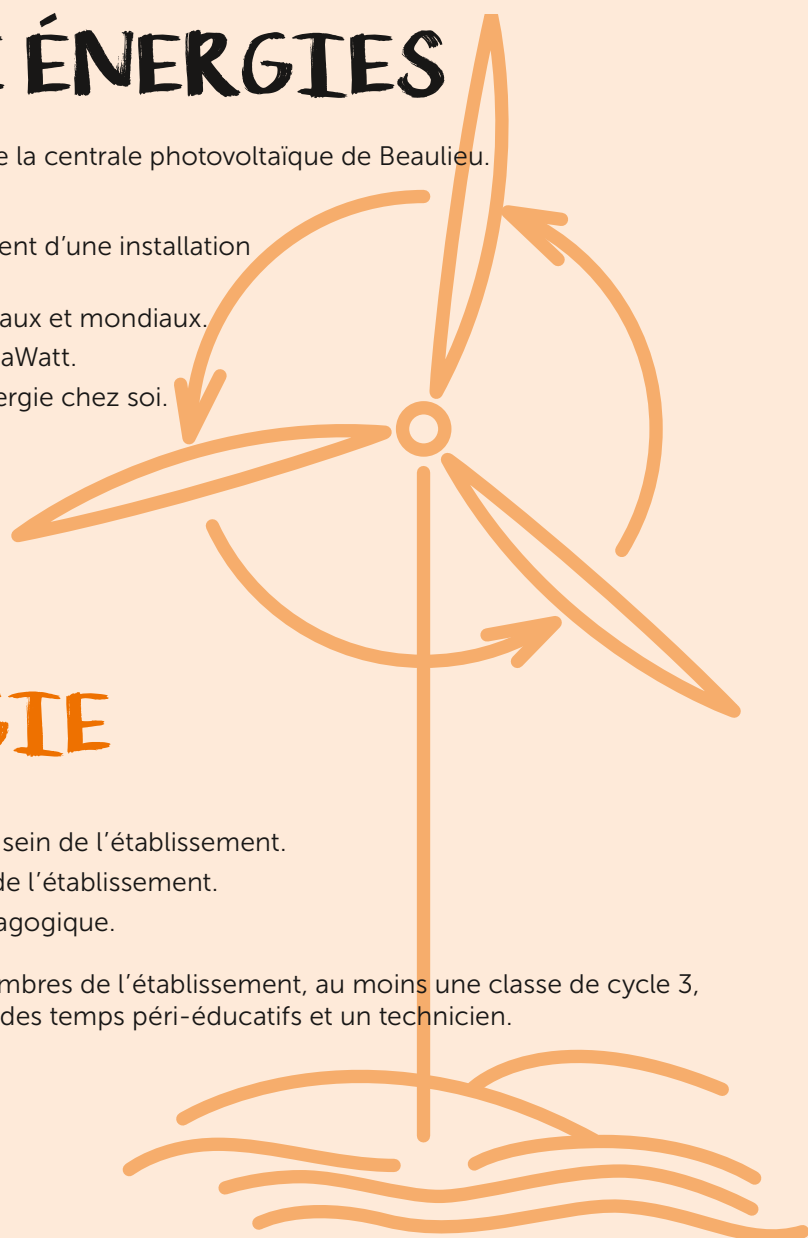 ÉNERGIES
e la centrale photovoltaïque de Beaulieu.
ent d’une installation
aux et mondiaux.
aWatt.
ergie chez soi.
GIE
sein de l’établissement.
de l’établissement.
agogique.
mbres de l’établissement, au moins une classe de cycle 3,
des temps péri-éducatifs et un technicien.